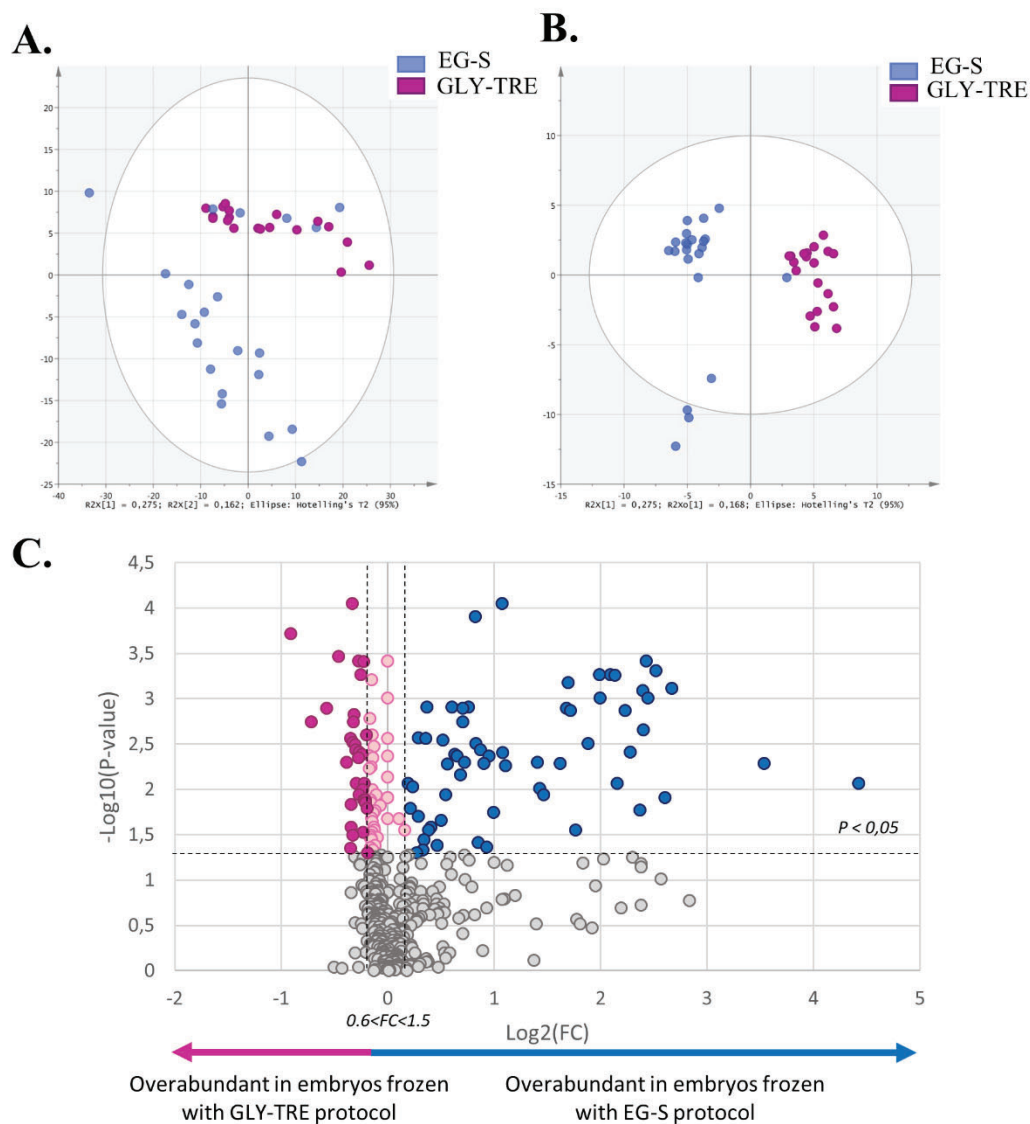 A.
EG-S
GLY-TRE
20
15
10
5
0
-5
-10
-15
-20
-25
-40
-30
-20
-10
0
10
20
30
R2X[1] = 0,275; R2X[2] = 0,162; Ellipse: Hotelling's T2 (95%)
B.
EG-S
GLY-TRE
10
5
0
-5
-10
-15
-15
-10
-5
0
5
10
R2X[1] = 0,275; R2Xo[1] = 0,168; Ellipse: Hotelling's T2 (95%)
C.
4,5
4
3,5
3
2,5
2
1,5
1
0,5
0
-Log10(P-value)
P < 0,05
-2
-1
0
1
2
3
4
5
0.6<FC<1.5
Log2(FC)
Overabundant in embryos frozen
with GLY-TRE protocol
Overabundant in embryos frozen
with EG-S protocol